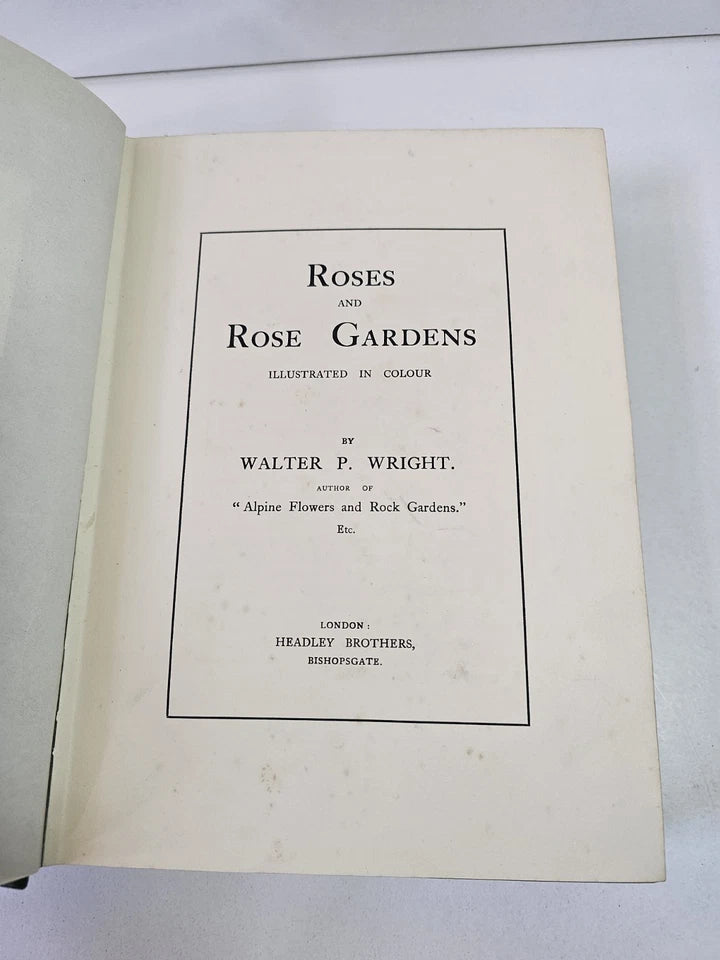 ROSES
AND
ROSE GARDENS
ILLUSTRATED IN COLOUR
BY
WALTER P. WRIGHT.
AUTHOR OF
“Alpine Flowers and Rock Gardens.”
Etc.
LONDON:
HEADLEY BROTHERS,
BISHOPSGATE.